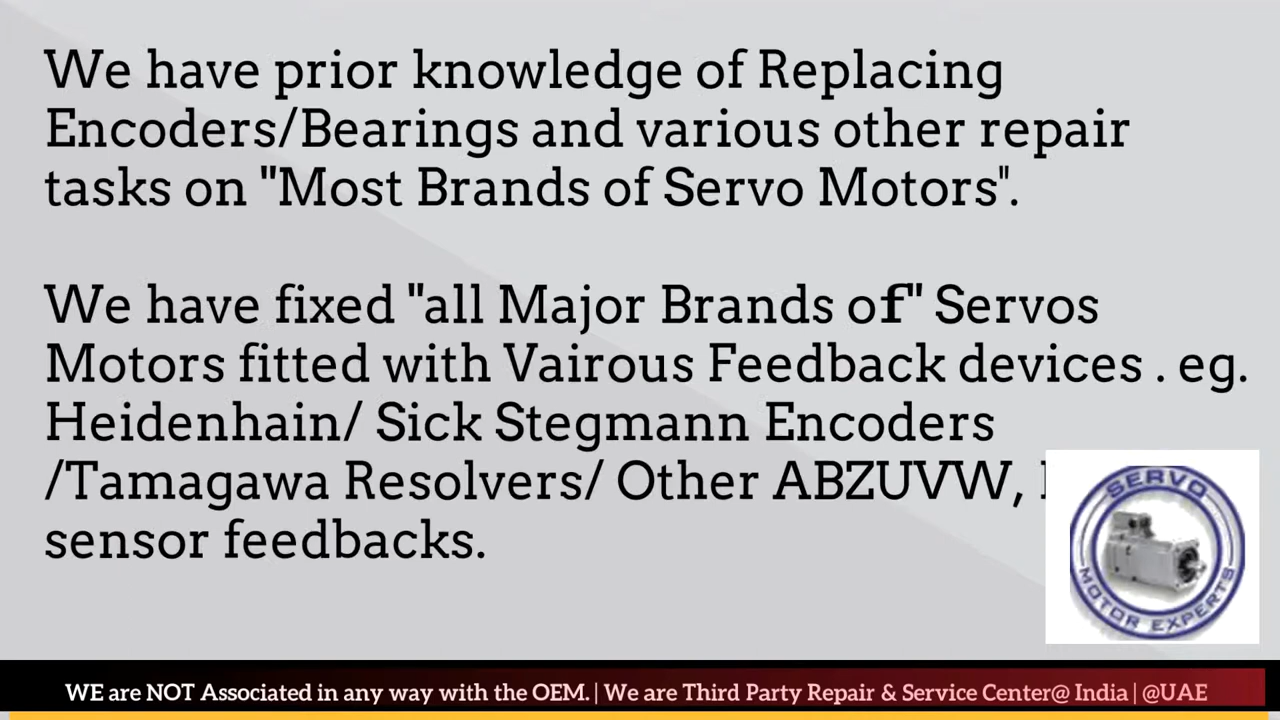 We have prior knowledge of Replacing
Encoders/Bearings and various other repair
tasks on "Most Brands of Servo Motors".
We have fixed "all Major Brands of" Servos
Motors fitted with Vairous Feedback devices . eg.
Heidenhain/ Sick Stegmann Encoders
/Tamagawa Resolvers/ Other ABZUVW,
sensor feedbacks.
SERVO
MOTOR EXPERTS
WE are NOT Associated in any way with the OEM. | We are Third Party Repair & Service Center@ India | @UAE